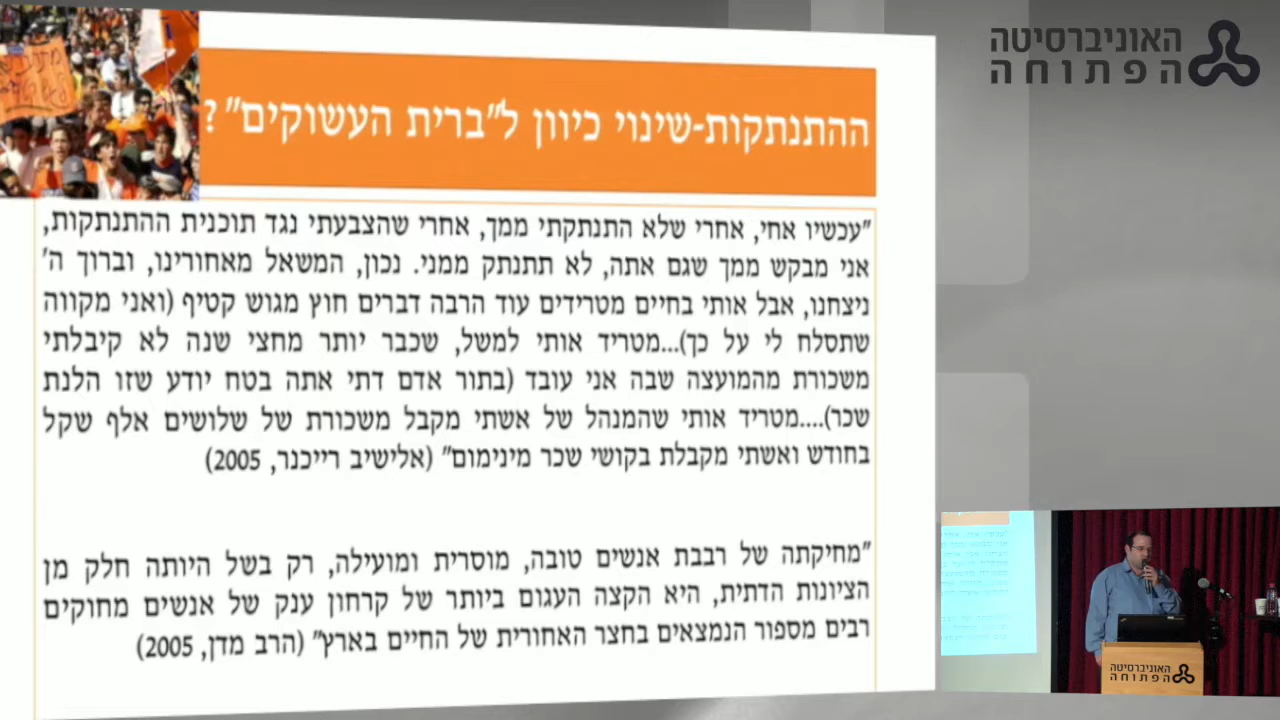 האוניברסיטה
הפתוחה
ההתנתקות-שינוי כיוון ל"ברית העשוקים"?
"עכשיו אחי, אחרי שלא התנתקתי ממך, אחרי שהצבעתי נגד תוכנית ההתנתקות,
אני מבקש ממך שגם אתה, לא תתנתק ממני. נכון, המשאל מאחורינו, וברוך ה'
ניצחנו, אבל אותי בחיים מטרידים עוד הרבה דברים חוץ מגוש קטיף (ואני מקווה
שתסלח לי על כך)...מטריד אותי למשל, שכבר יותר מחצי שנה לא קיבלתי
משכורת מהמועצה שבה אני עובד (בתור אדם דתי אתה בטח יודע שזו הלנת
שכר)....מטריד אותי שהמנהל של אשתי מקבל משכורת של שלושים אלף שקל
בחודש ואשתי מקבלת בקושי שכר מינימום" (אלישיב רייכנר, 2005)
"מחיקתה של רבבת אנשים טובה, מוסרית ומועילה, רק בשל היותה חלק מן
הציונות הדתית, היא הקצה העגום ביותר של קרחון ענק של אנשים מחוקים
רבים מספור הנמצאים בחצר האחורית של החיים בארץ" (הרב מדן, 2005)
האוניברסיטה
הפתוחה